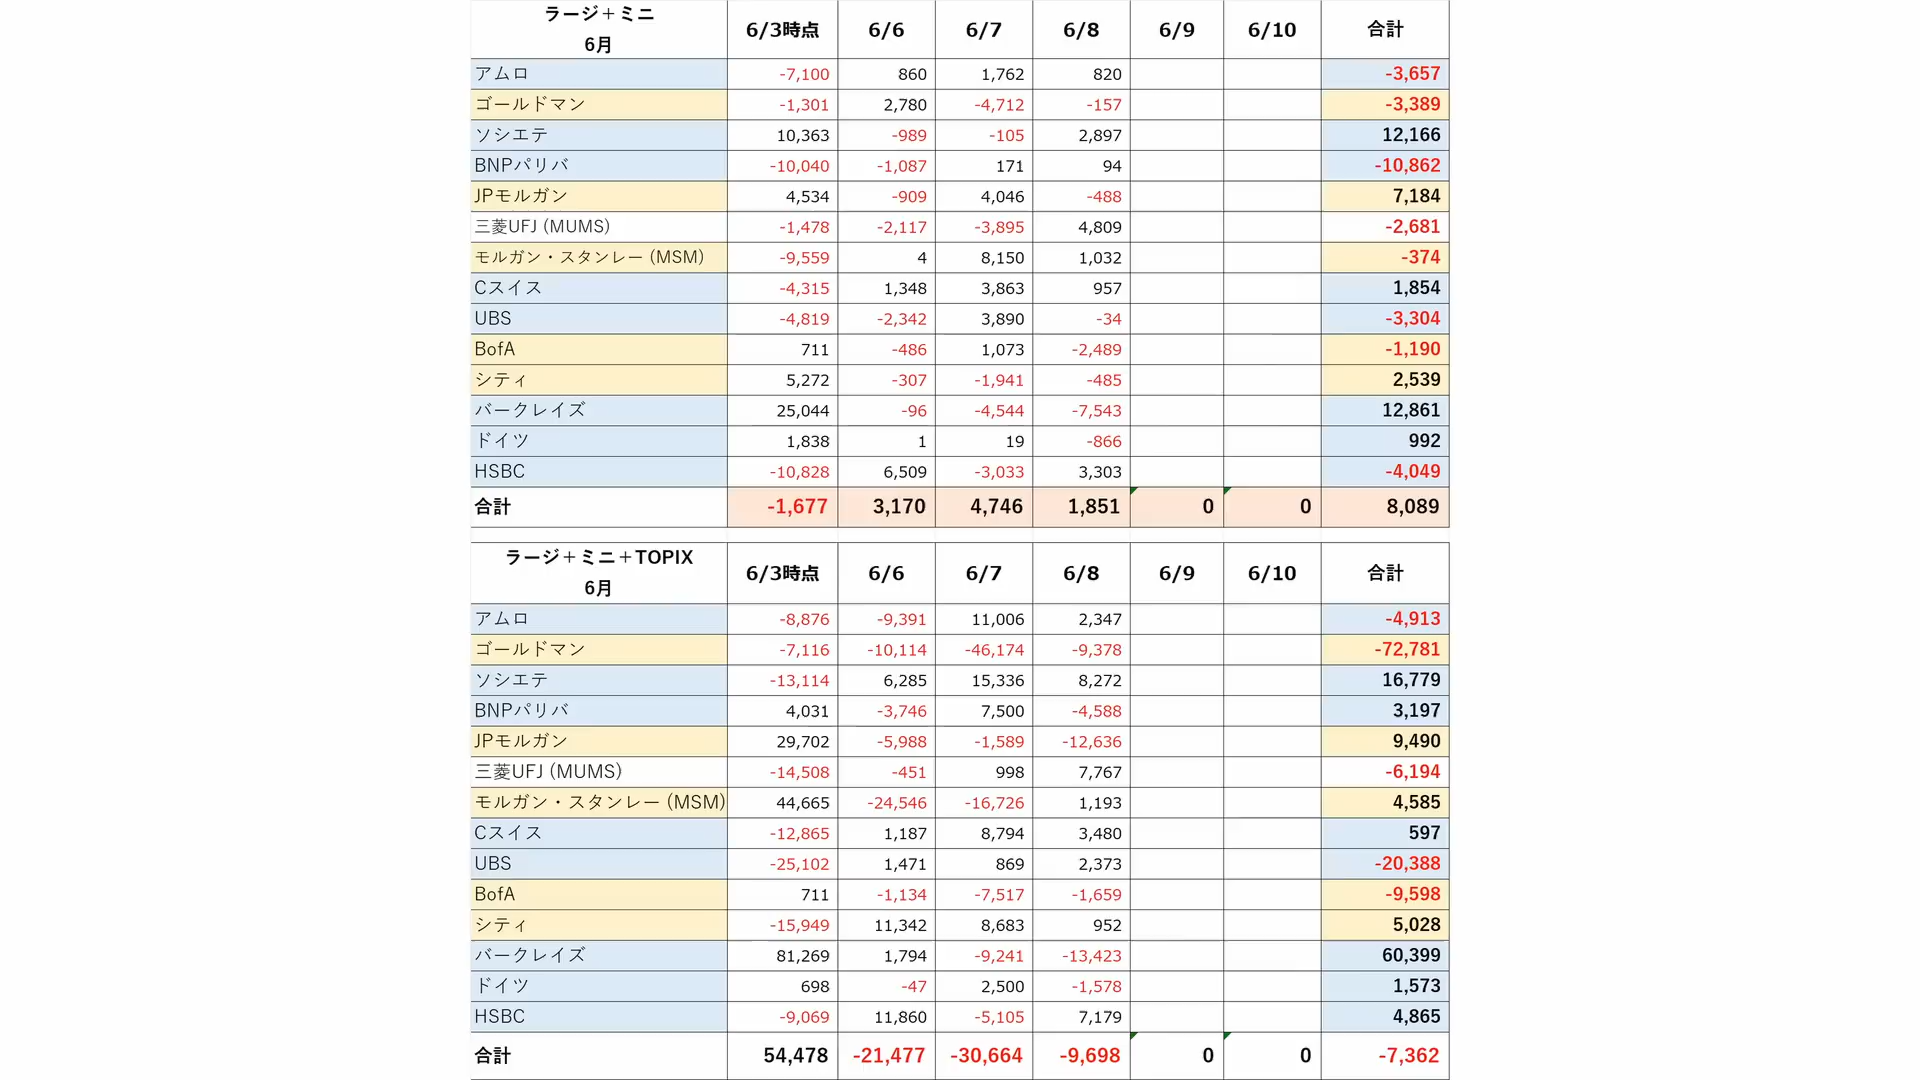 ラージ＋ミニ
6月 6/3時点 6/6 6/7 6/8 6/9 6/10 合計
アムロ -7,100 860 1,762 820 -3,657
ゴールドマン -1,301 2,780 -4,712 -157 -3,389
ソシエテ 10,363 -989 -105 2,897 12,166
BNPパリバ -10,040 -1,087 171 94 -10,862
JPモルガン 4,534 -909 4,046 -488 7,184
三菱UFJ (MUMS) -1,478 -2,117 -3,895 4,809 -2,681
モルガン・スタンレー (MSM) -9,559 4 8,150 1,032 -374
Cスイス -4,315 1,348 3,863 957 1,854
UBS -4,819 -2,342 3,890 -34 -3,304
BofA 711 -486 1,073 -2,489 -1,190
シティ 5,272 -307 -1,941 -485 2,539
バークレイズ 25,044 -96 -4,544 -7,543 12,861
ドイツ 1,838 1 19 -866 992
HSBC -10,828 6,509 -3,033 3,303 -4,049
合計 -1,677 3,170 4,746 1,851 0 0 8,089
ラージ＋ミニ＋TOPIX
6月 6/3時点 6/6 6/7 6/8 6/9 6/10 合計
アムロ -8,876 -9,391 11,006 2,347 -4,913
ゴールドマン -7,116 -10,114 -46,174 -9,378 -72,781
ソシエテ -13,114 6,285 15,336 8,272 16,779
BNPパリバ 4,031 -3,746 7,500 -4,588 3,197
JPモルガン 29,702 -5,988 -1,589 -12,636 9,490
三菱UFJ (MUMS) -14,508 -451 998 7,767 -6,194
モルガン・スタンレー (MSM) 44,665 -24,546 -16,726 1,193 4,585
Cスイス -12,865 1,187 8,794 3,480 597
UBS -25,102 1,471 869 2,373 -20,388
BofA 711 -1,134 -7,517 -1,659 -9,598
シティ -15,949 11,342 8,683 952 5,028
バークレイズ 81,269 1,794 -9,241 -13,423 60,399
ドイツ 698 -47 2,500 -1,578 1,573
HSBC -9,069 11,860 -5,105 7,179 4,865
合計 54,478 -21,477 -30,664 -9,698 0 0 -7,362